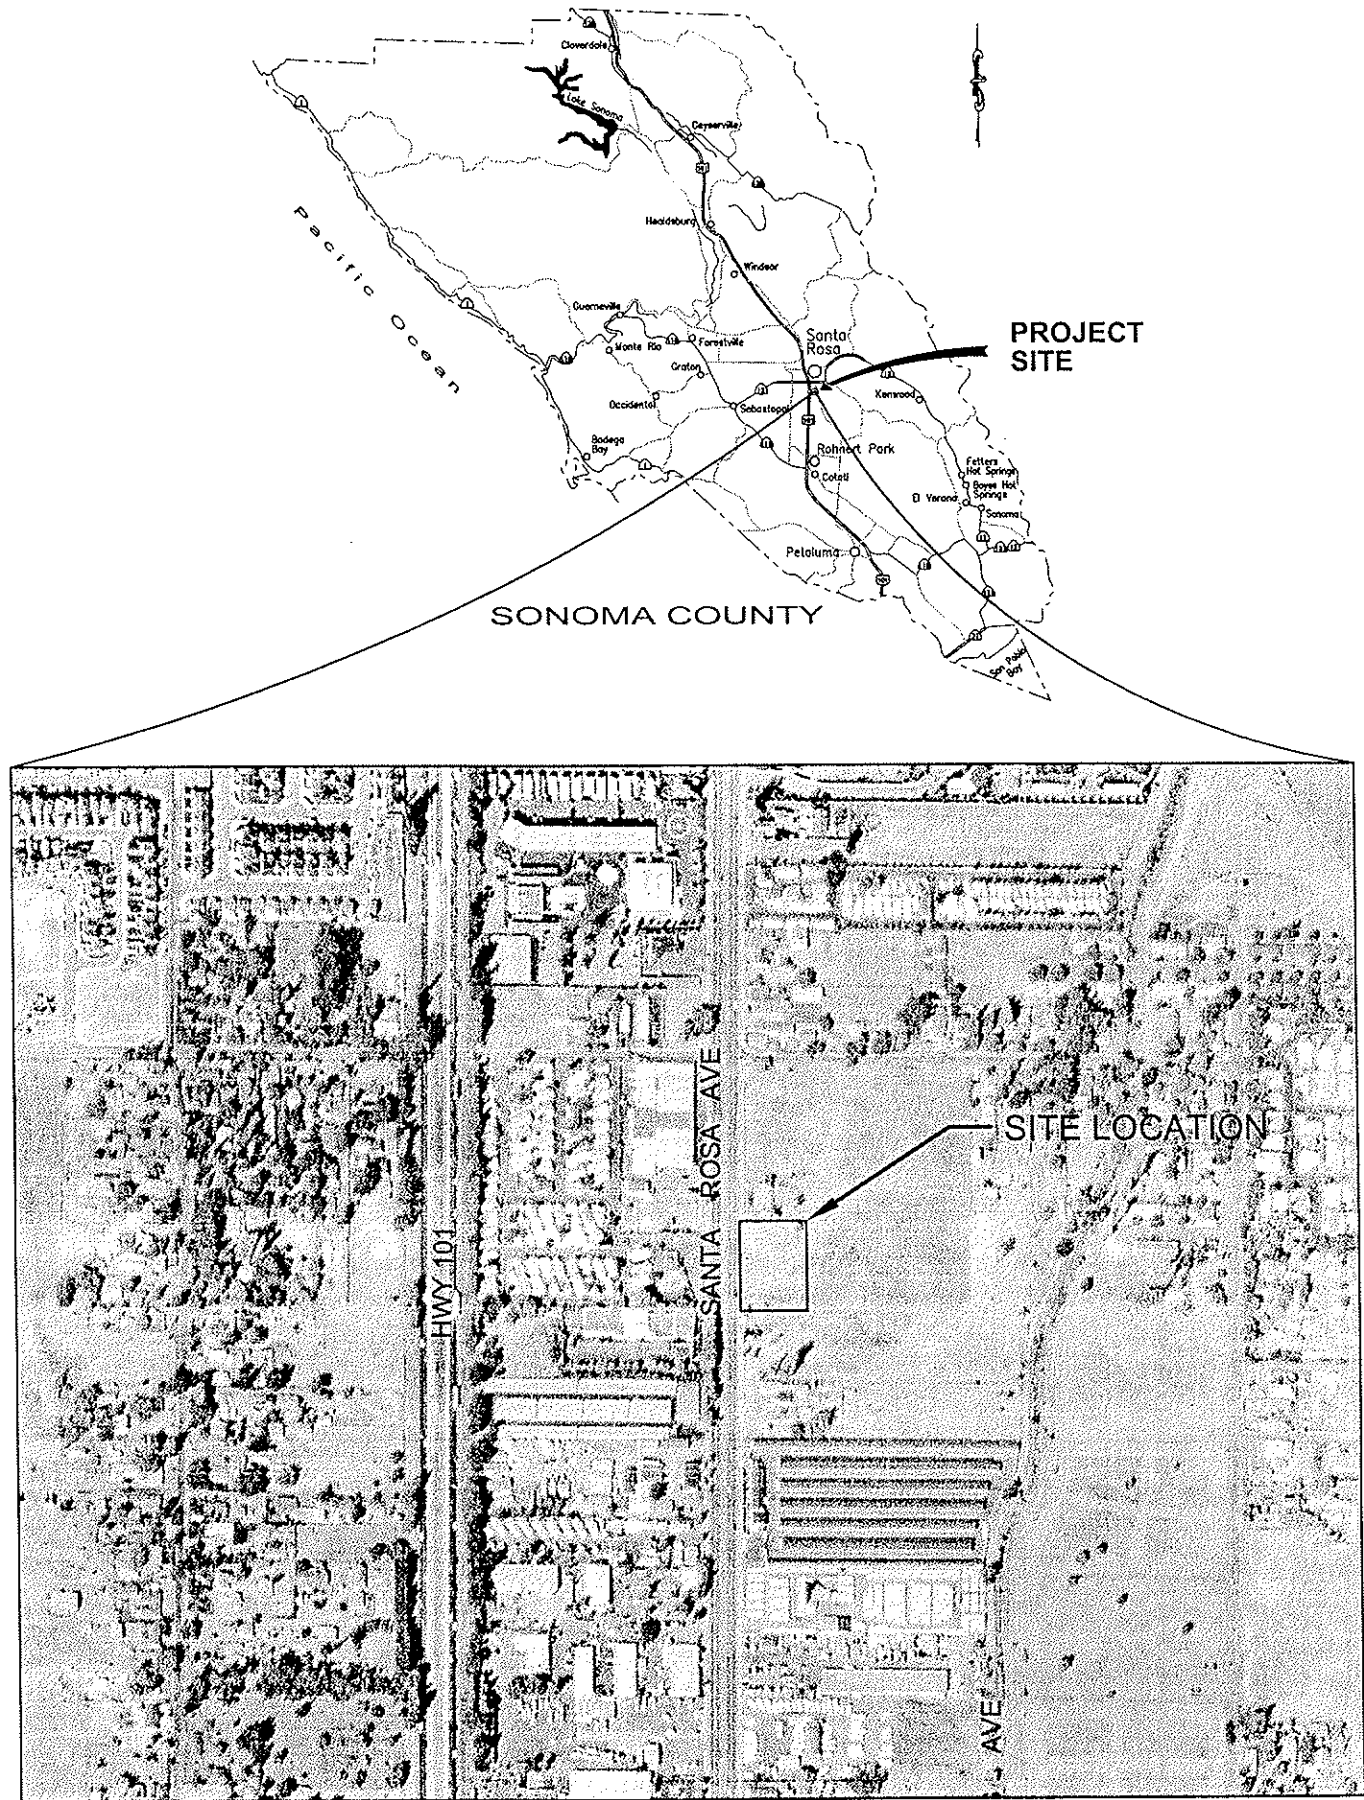 Cloverdale
Lake Sonoma
Geyserville
Pacific Ocean
Healdsburg
Windsor
Guerneville
Santa
Rosa
PROJECT
SITE
Monte Rio
Forestville
Graton
Kenwood
Occidental
Sebastopol
Bodega
Bay
Rohnert Park
Cotati
Fetters
Hot Springs
Boyes Hot
Springs
El Verano
Sonoma
Petaluma
SONOMA COUNTY
San Pablo
Bay
SITE LOCATION
HWY 101
SANTA ROSA AVE
AVE